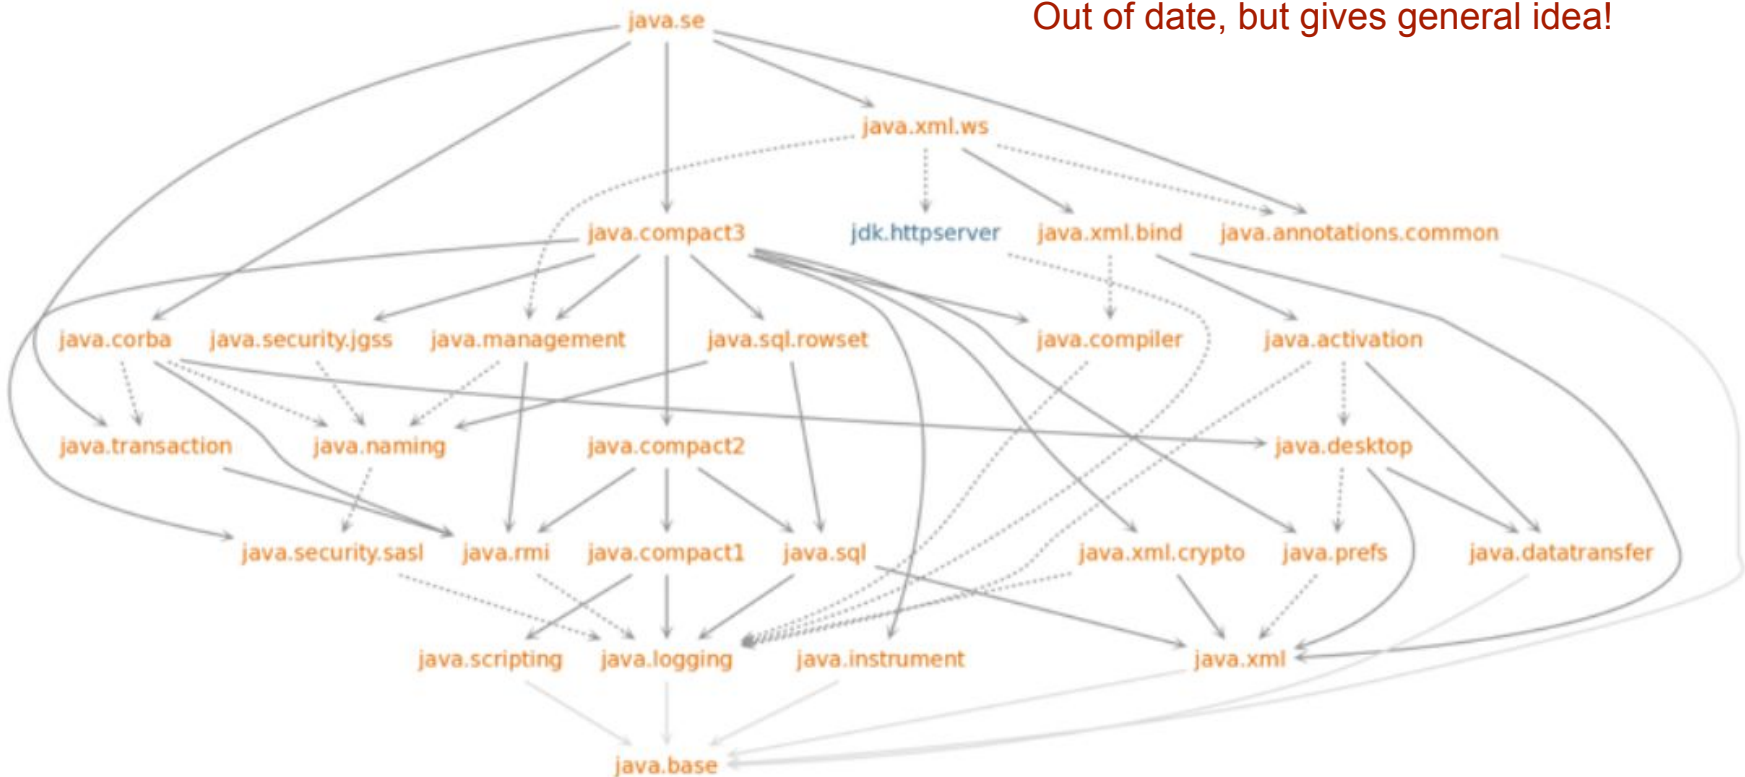 Out of date, but gives general idea!
java.se
java.xml.ws
java.compact3
jdk.httpserver
java.xml.bind
java.annotations.common
java.corba
java.security.jgss
java.management
java.sql.rowset
java.compiler
java.activation
java.transaction
java.naming
java.compact2
java.desktop
java.security.sasl
java.rmi
java.compact1
java.sql
java.xml.crypto
java.prefs
java.datatransfer
java.scripting
java.logging
java.instrument
java.xml
java.base